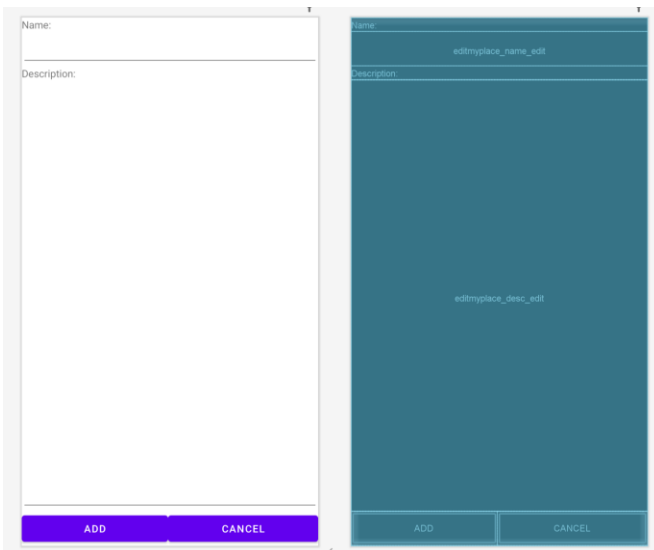 Name:
Description:
ADD CANCEL
Name:
editmyplace_name_edit
Description:
editmyplace_desc_edit
ADD CANCEL